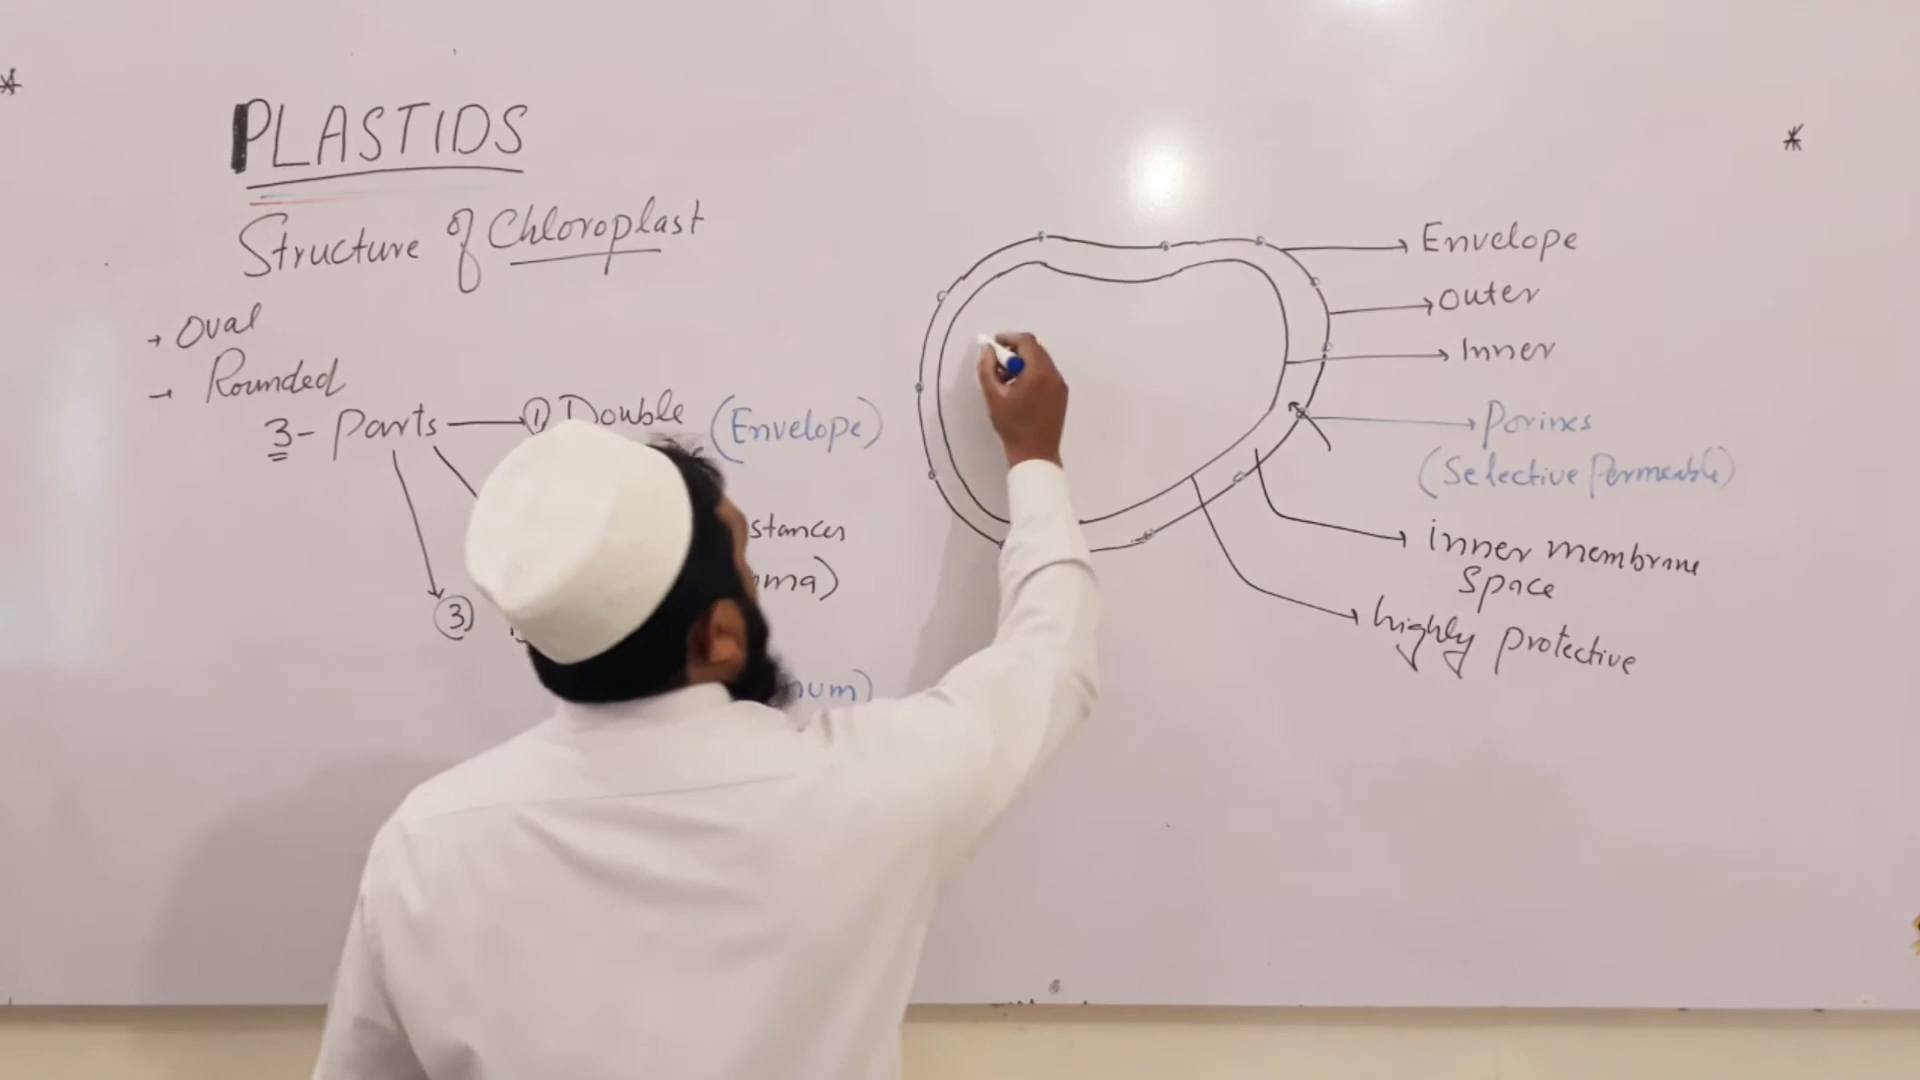 PLASTIDS
Structure of Chloroplast
→ Oval
→ Rounded
3- Parts → ① Double (Envelope)
③
Envelope
outer
Inner
Porines
(Selective Permeable)
inner membrane
Space
highly protective